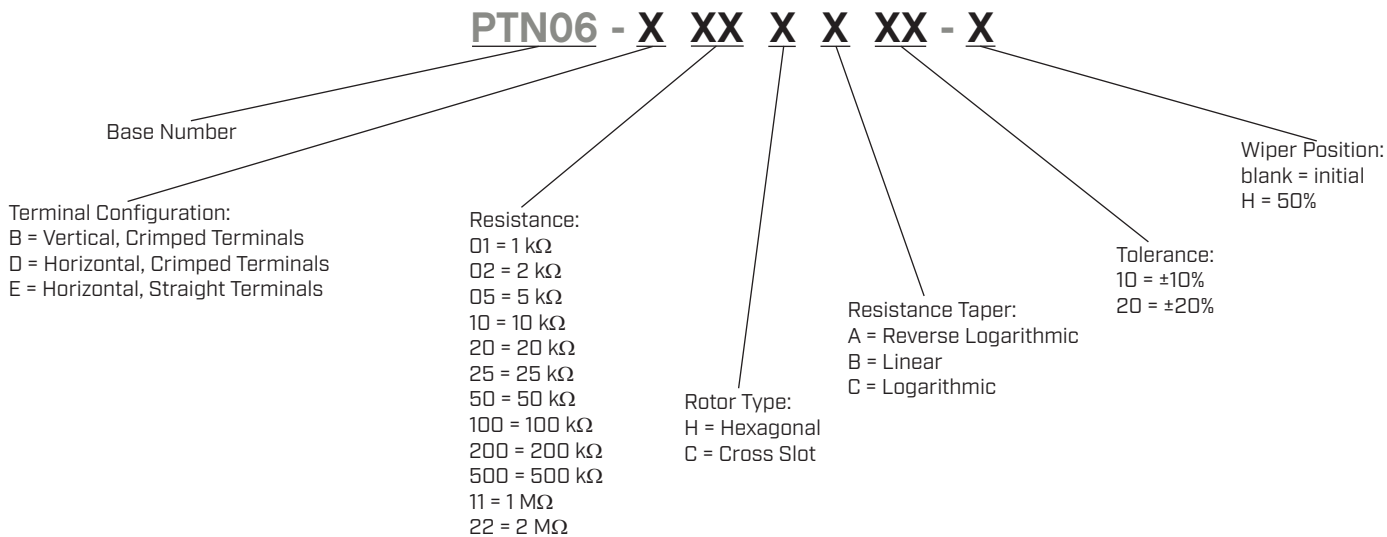 PTN06 - X XX X X XX - X
Base Number
Terminal Configuration:
B = Vertical, Crimped Terminals
D = Horizontal, Crimped Terminals
E = Horizontal, Straight Terminals
Resistance:
01 = 1 kΩ
02 = 2 kΩ
05 = 5 kΩ
10 = 10 kΩ
20 = 20 kΩ
25 = 25 kΩ
50 = 50 kΩ
100 = 100 kΩ
200 = 200 kΩ
500 = 500 kΩ
11 = 1 MΩ
22 = 2 MΩ
Rotor Type:
H = Hexagonal
C = Cross Slot
Resistance Taper:
A = Reverse Logarithmic
B = Linear
C = Logarithmic
Tolerance:
10 = ±10%
20 = ±20%
Wiper Position:
blank = initial
H = 50%